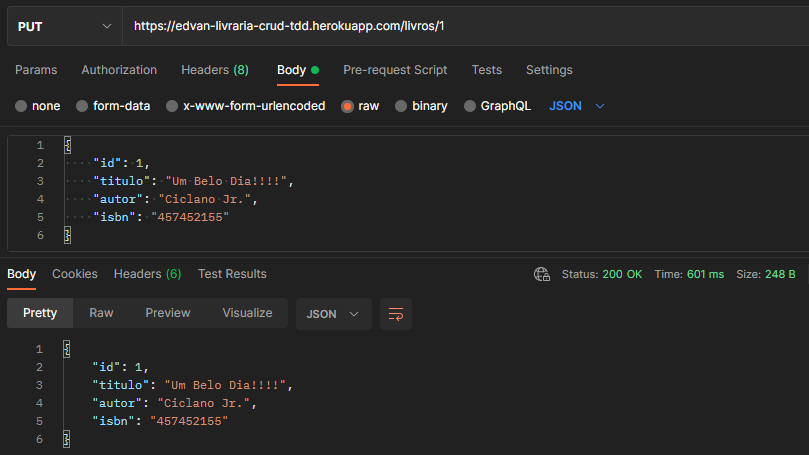 PUT https://edvan-livraria-crud-tdd.herokuapp.com/livros/1
Params Authorization Headers (8) Body Pre-request Script Tests Settings
none form-data x-www-form-urlencoded raw binary GraphQL JSON
1 {
2 "id": 1,
3 "titulo": "Um Belo Dia!!!!",
4 "autor": "Ciclano Jr.",
5 "isbn": "457452155"
6 }
Body Cookies Headers (6) Test Results Status: 200 OK Time: 601 ms Size: 248 B
Pretty Raw Preview Visualize JSON
1 {
2 "id": 1,
3 "titulo": "Um Belo Dia!!!!",
4 "autor": "Ciclano Jr.",
5 "isbn": "457452155"
6 }